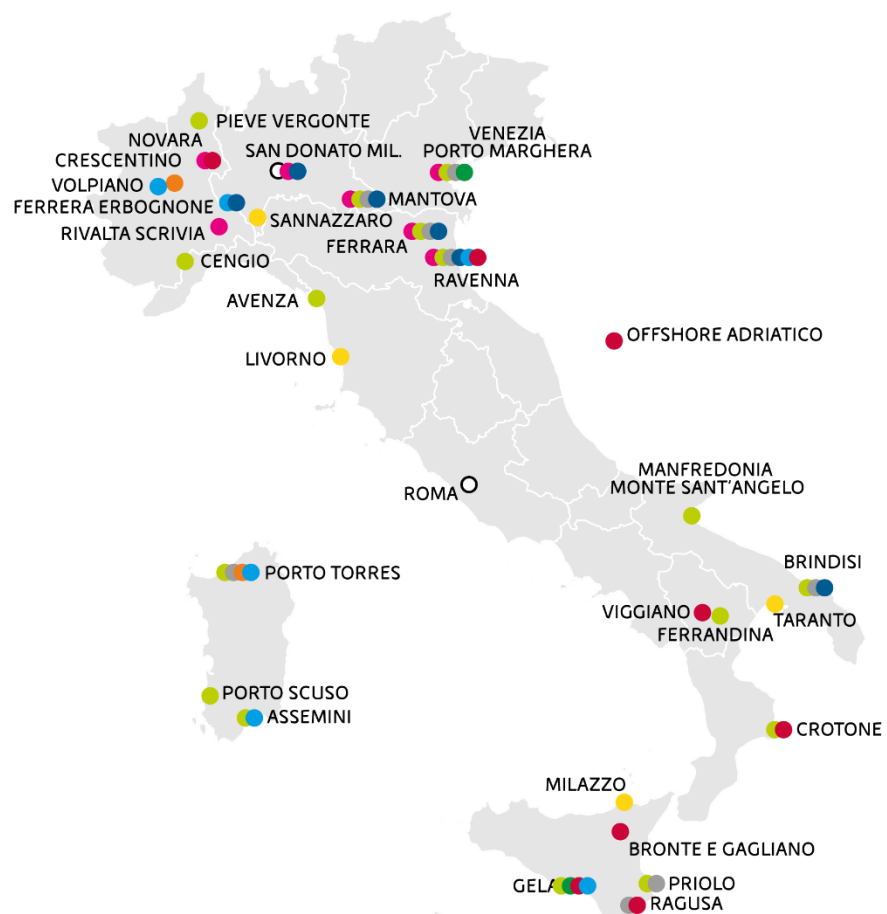 PIEVE VERGONTE
NOVARA
CRESCENTINO
VOLPIANO
FERRERA ERBOGNONE
RIVALTA SCRIVIA
CENGIO
SAN DONATO MIL.
VENEZIA
PORTO MARGHERA
MANTOVA
SANNAZZARO
FERRARA
RAVENNA
AVENZA
LIVORNO
OFFSHORE ADRIATICO
ROMA
MANFREDONIA
MONTE SANT'ANGELO
BRINDISI
PORTO TORRES
VIGGIANO
FERRANDINA
TARANTO
PORTO SCUSO
ASSEMINI
CROTONE
MILAZZO
BRONTE E GAGLIANO
GELA
PRIOLO
RAGUSA